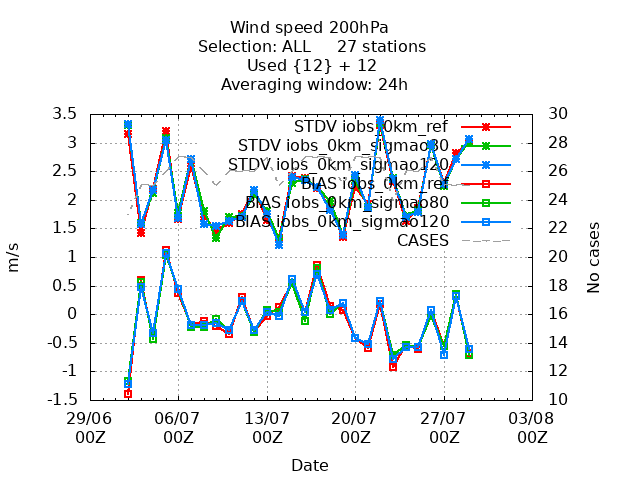 Wind speed 200hPa
Selection: ALL 27 stations
Used {12} + 12
Averaging window: 24h
3.5
3
2.5
2
1.5
1
0.5
0
-0.5
-1
-1.5
m/s
STDV iobs_0km_ref
STDV iobs_0km_sigmao80
STDV iobs_0km_sigmao120
BIAS iobs_0km_ref
BIAS iobs_0km_sigmao80
BIAS iobs_0km_sigmao120
CASES
30
28
26
24
22
20
18
16
14
12
10
No cases
29/06 06/07 13/07 20/07 27/07 03/08
00Z 00Z 00Z 00Z 00Z 00Z
Date